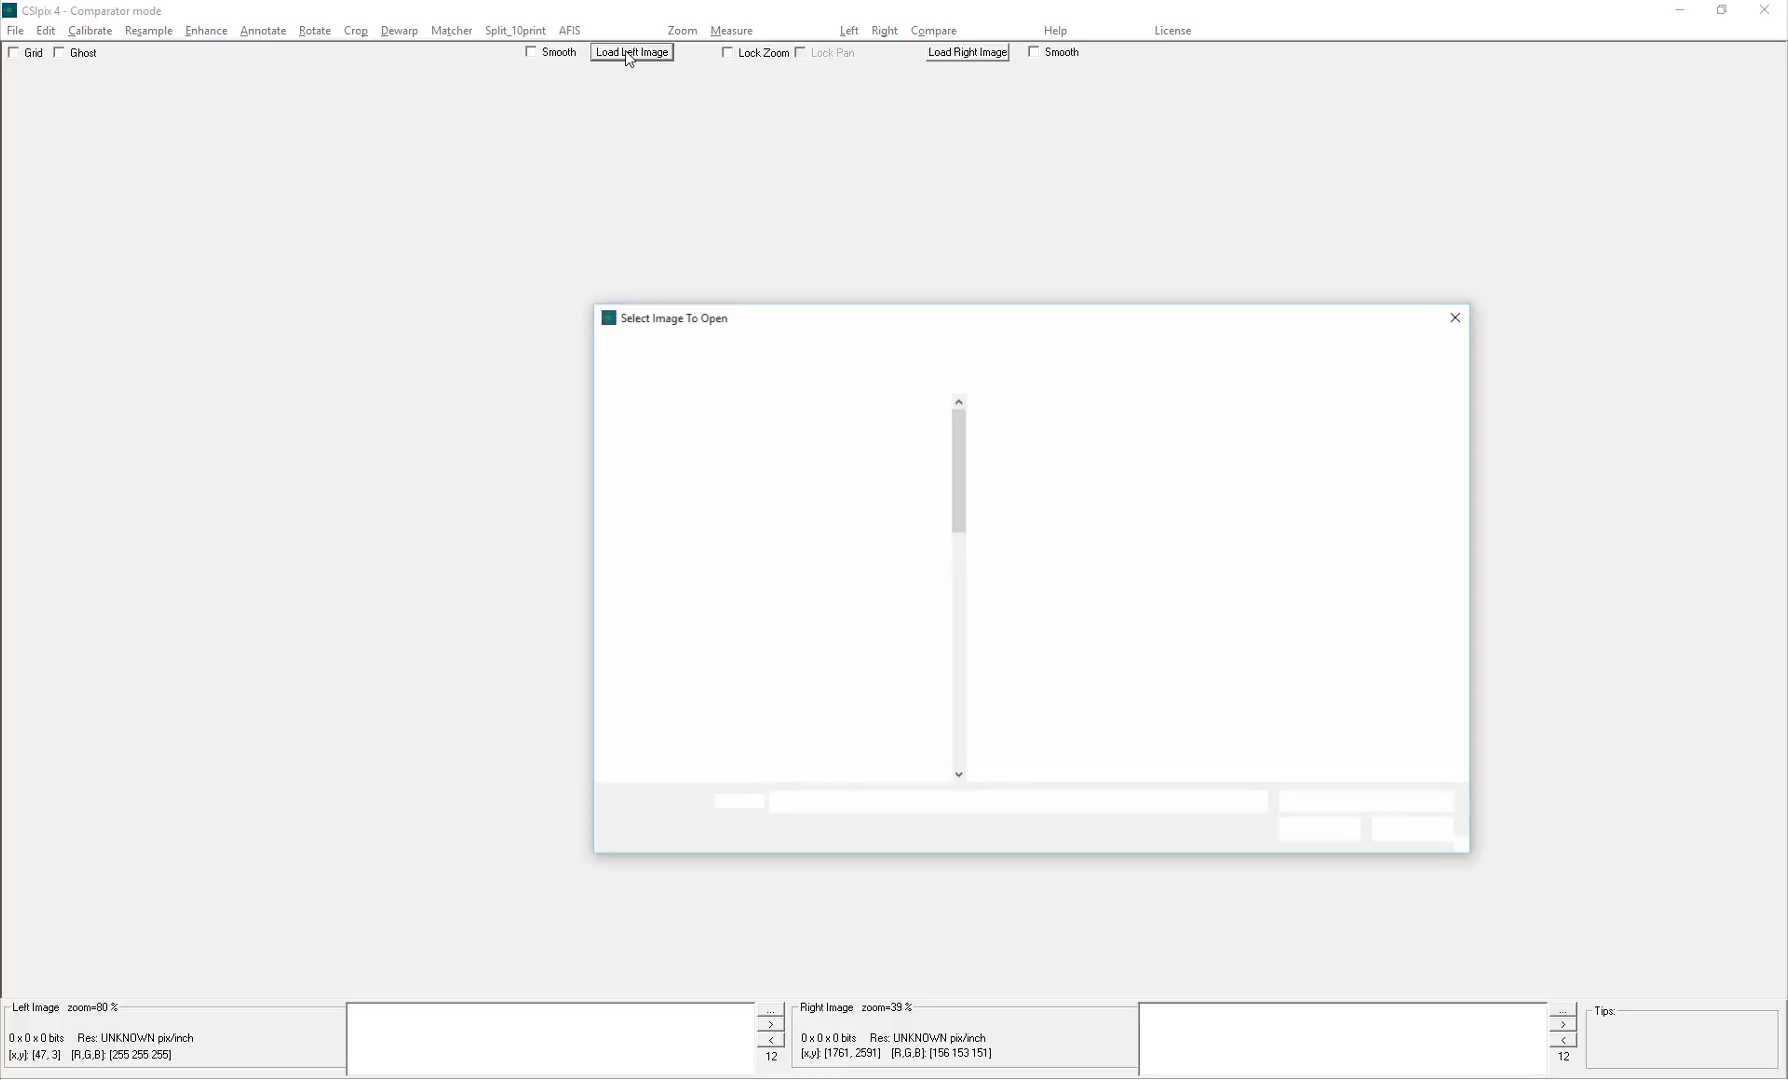 CSIpix 4 - Comparator mode
File Edit Calibrate Resample Enhance Annotate Rotate Crop Dewarp Matcher Split_10print AFIS Zoom Measure Left Right Compare Help License
Grid Ghost Smooth Load Left Image Lock Zoom Lock Pan Load Right Image Smooth
Select Image To Open
Left Image zoom=80 %
0 x 0 x 0 bits Res: UNKNOWN pix/inch
[x,y]: [47, 3] [R,G,B]: [255 255 255]
...
>
<
12
Right Image zoom=39 %
0 x 0 x 0 bits Res: UNKNOWN pix/inch
[x,y]: [1761, 2591] [R,G,B]: [156 153 151]
...
>
<
12
Tips: